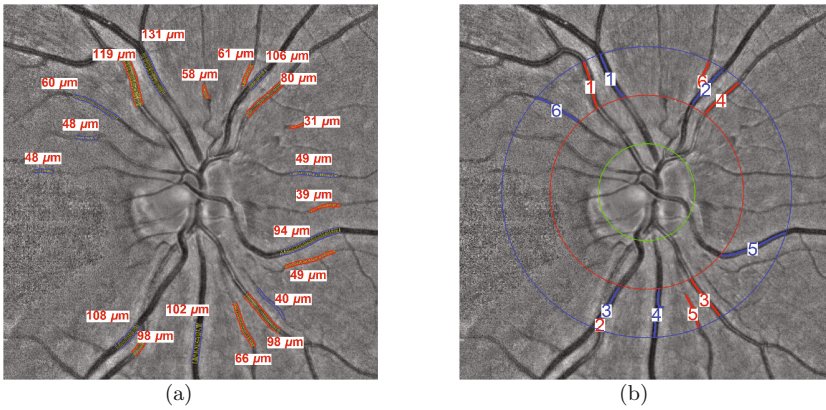 131 µm
119 µm
61 µm
106 µm
58 µm
80 µm
60 µm
31 µm
48 µm
48 µm
49 µm
39 µm
94 µm
49 µm
40 µm
108 µm
102 µm
98 µm
98 µm
66 µm
(a)
1
1
6
2
4
6
5
3
2
4
3
5
(b)